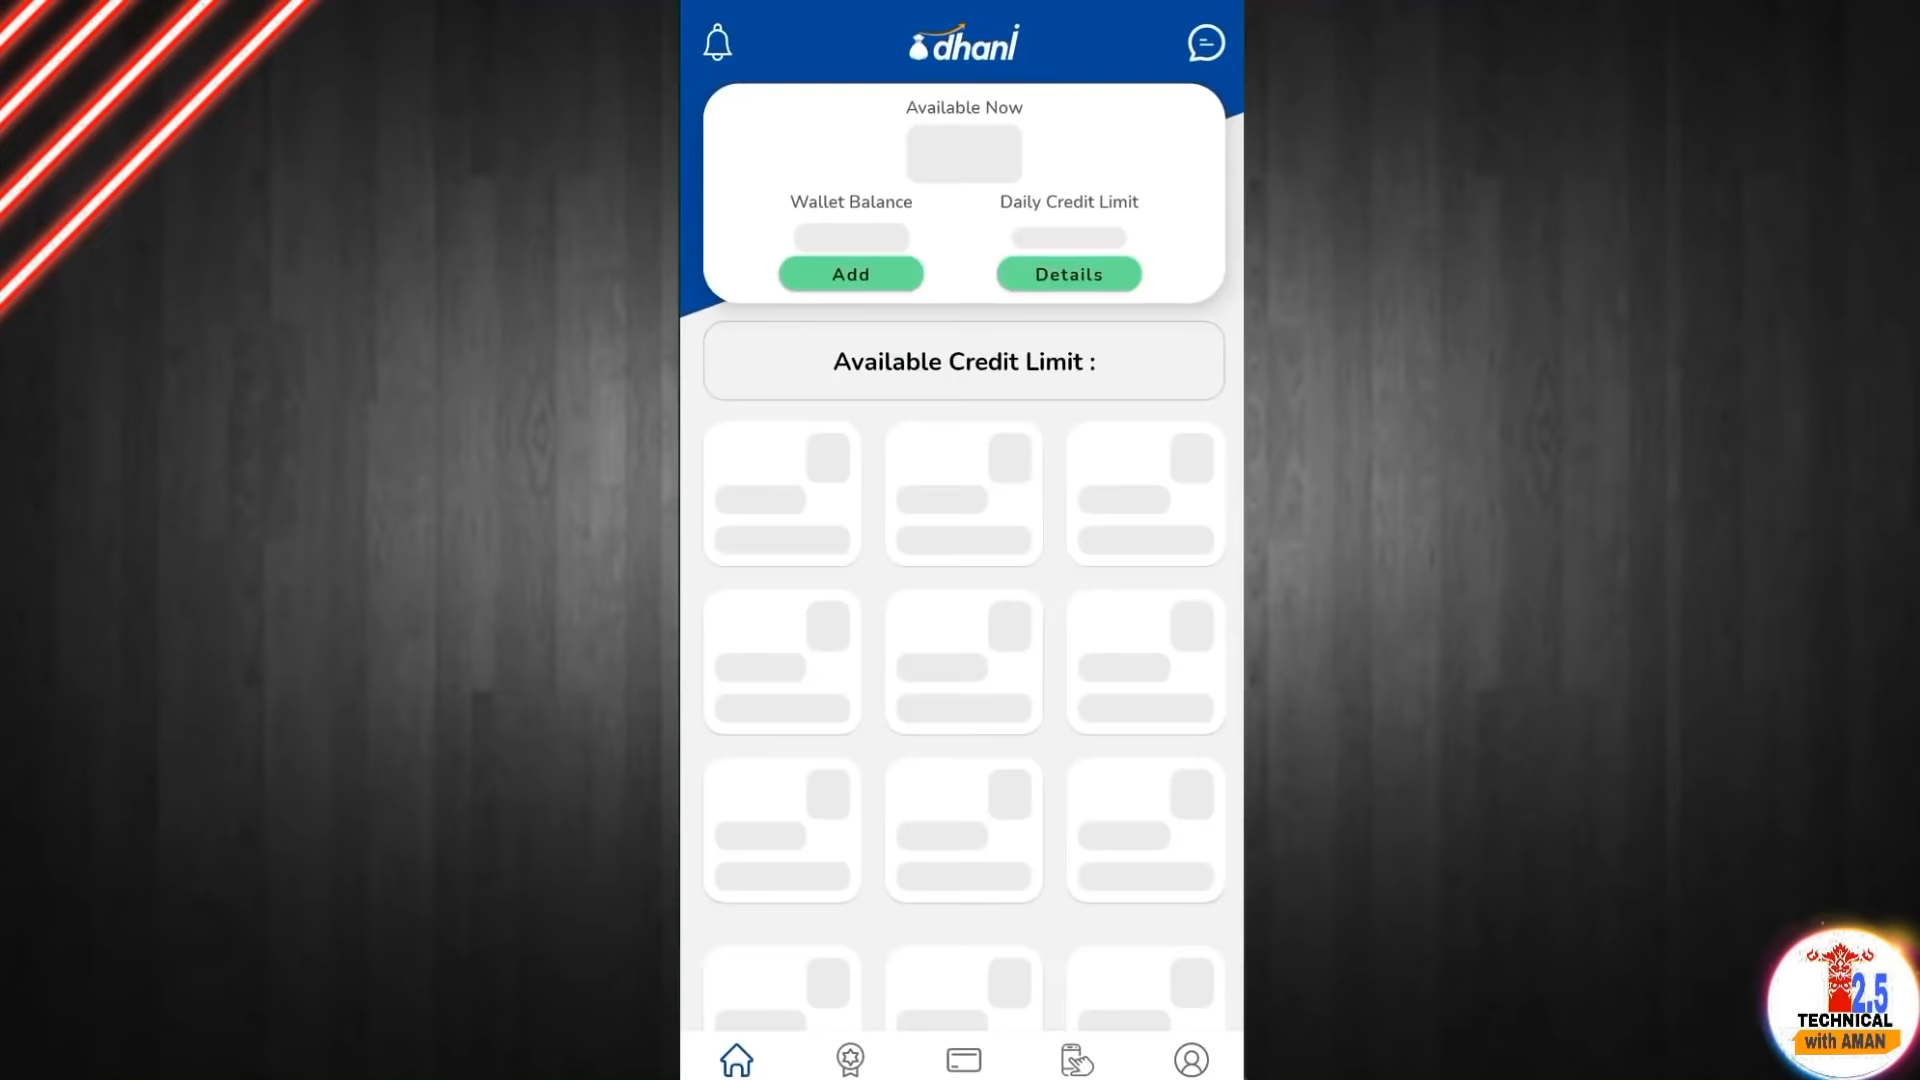 dhani
Available Now
Wallet Balance
Daily Credit Limit
Add
Details
Available Credit Limit :
2.5
TECHNICAL
with AMAN